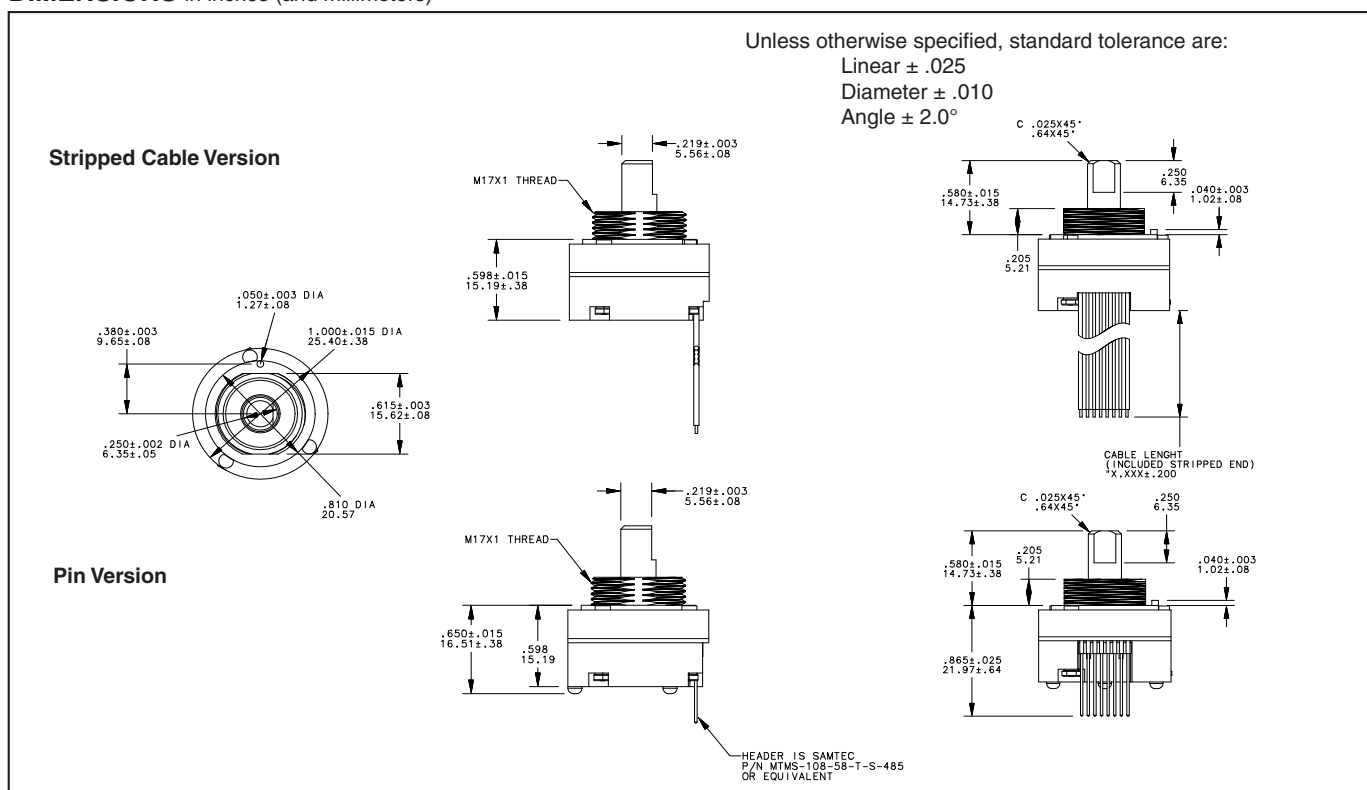 DIMENSIONS in inches (and millimeters)
Unless otherwise specified, standard tolerance are:
Linear ± .025
Diameter ± .010
Angle ± 2.0°
Stripped Cable Version
M17X1 THREAD
.219±.003
5.56±.08
.598±.015
15.19±.38
C .025X45°
.64X45°
.250
6.35
.580±.015
14.73±.38
.040±.003
1.02±.08
.205
5.21
.050±.003 DIA
1.27±.08
.380±.003
9.65±.08
1.000±.015 DIA
25.40±.38
.615±.003
15.62±.08
.250±.002 DIA
6.35±.05
.810 DIA
20.57
CABLE LENGHT
(INCLUDED STRIPPED END)
"X.XXX±.200
Pin Version
M17X1 THREAD
.219±.003
5.56±.08
.650±.015
16.51±.38
.598
15.19
C .025X45°
.64X45°
.250
6.35
.580±.015
14.73±.38
.205
5.21
.040±.003
1.02±.08
.865±.025
21.97±.64
HEADER IS SAMTEC
P/N MTMS-108-58-T-S-485
OR EQUIVALENT